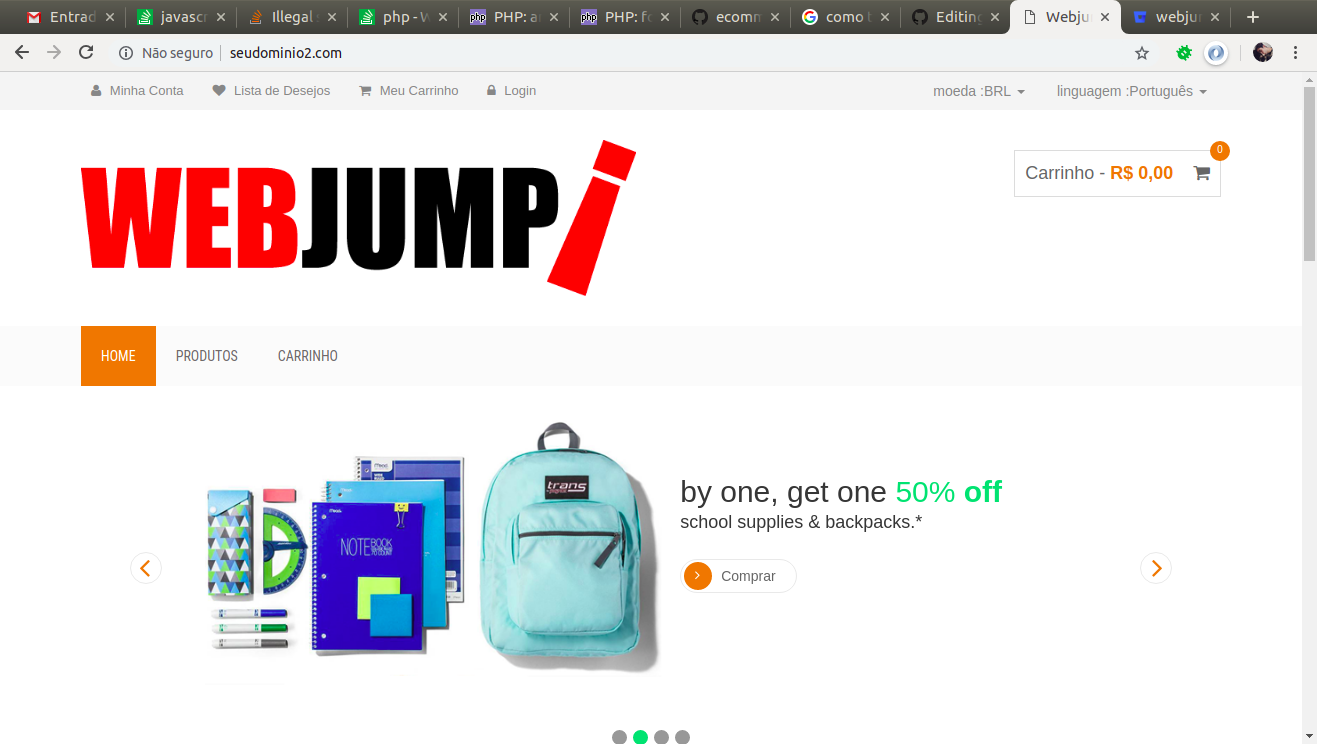 Entrad javascr Illegal php - W PHP: ar PHP: fo ecomm como t Editing Webju webjur
Não seguro seudominio2.com
Minha Conta Lista de Desejos Meu Carrinho Login moeda :BRL linguagem :Português
WEBJUMP!
Carrinho - R$ 0,00 0
HOME PRODUTOS CARRINHO
by one, get one 50% off
school supplies & backpacks.*
Comprar
trans
NOTEBOOK